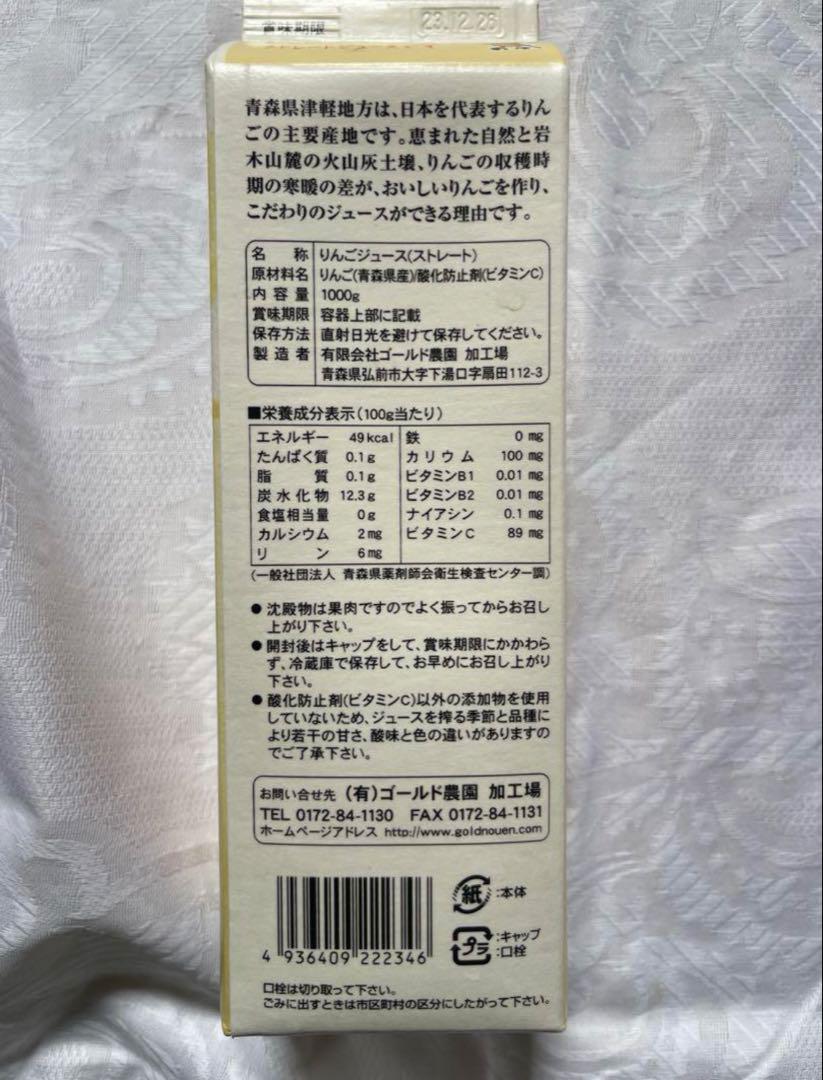 賞味期限 23.12.26
青森県津軽地方は、日本を代表するりん
ごの主要産地です。恵まれた自然と岩
木山麓の火山灰土壌、りんごの収穫時
期の寒暖の差が、おいしいりんごを作り、
こだわりのジュースができる理由です。
名称 りんごジュース(ストレート)
原材料名 りんご(青森県産)/酸化防止剤(ビタミンC)
内容量 1000g
賞味期限 容器上部に記載
保存方法 直射日光を避けて保存してください。
製造者 有限会社ゴールド農園 加工場
青森県弘前市大字下湯口字扇田112-3
■栄養成分表示(100g当たり)
エネルギー 49kcal 鉄 0mg
たんぱく質 0.1g カリウム 100mg
脂質 0.1g ビタミンB1 0.01mg
炭水化物 12.3g ビタミンB2 0.01mg
食塩相当量 0g ナイアシン 0.1mg
カルシウム 2mg ビタミンC 89mg
リン 6mg
(一般社団法人 青森県薬剤師会衛生検査センター調)
●沈殿物は果肉ですのでよく振ってからお召し
上がり下さい。
●開封後はキャップをして、賞味期限にかかわら
ず、冷蔵庫で保存して、お早めにお召し上がり
下さい。
●酸化防止剤(ビタミンC)以外の添加物を使用
していないため、ジュースを搾る季節と品種に
より若干の甘さ、酸味と色の違いがありますの
でご了承下さい。
お問い合せ先 (有)ゴールド農園 加工場
TEL 0172-84-1130 FAX 0172-84-1131
ホームページアドレス http://www.goldnouen.com
紙:本体
プラ:キャップ
:口栓
4 936409 222346
口栓は切り取って下さい。
ごみに出すときは市区町村の区分にしたがって下さい。